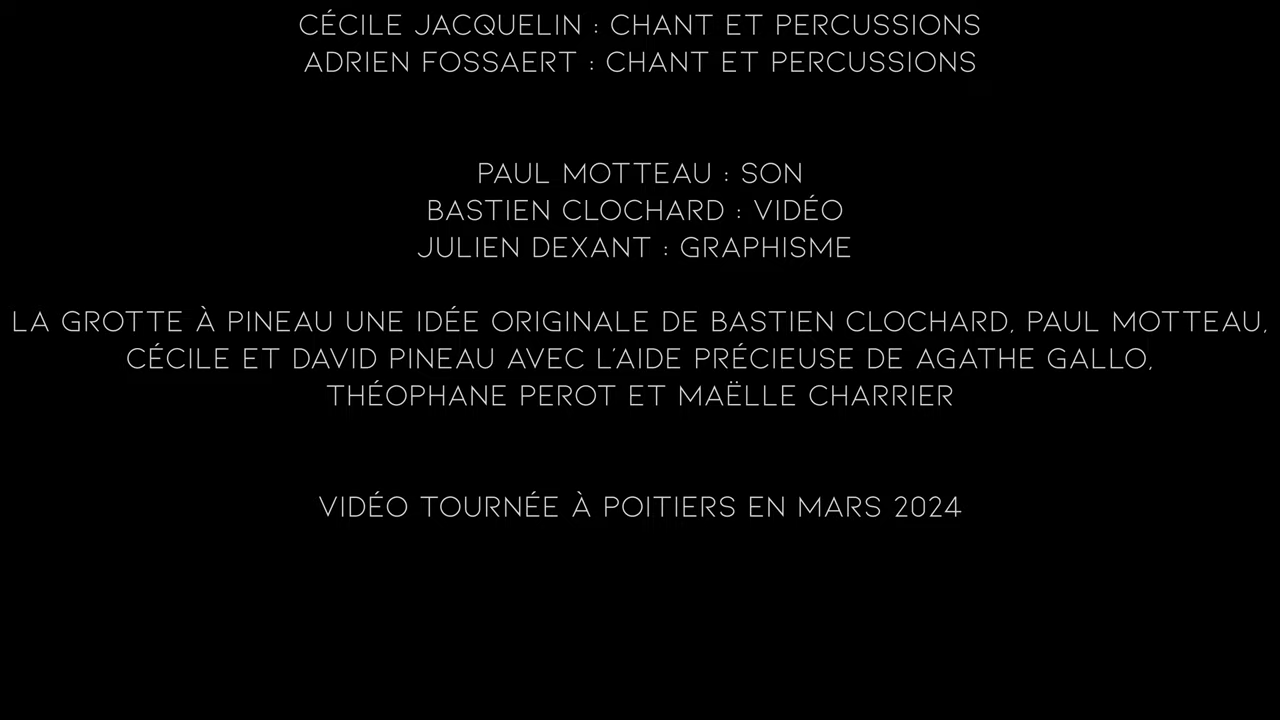 CÉCILE JACQUELIN : CHANT ET PERCUSSIONS
ADRIEN FOSSAERT : CHANT ET PERCUSSIONS
PAUL MOTTEAU : SON
BASTIEN CLOCHARD : VIDÉO
JULIEN DEXANT : GRAPHISME
LA GROTTE À PINEAU UNE IDÉE ORIGINALE DE BASTIEN CLOCHARD, PAUL MOTTEAU,
CÉCILE ET DAVID PINEAU AVEC L'AIDE PRÉCIEUSE DE AGATHE GALLO,
THÉOPHANE PEROT ET MAËLLE CHARRIER
VIDÉO TOURNÉE À POITIERS EN MARS 2024